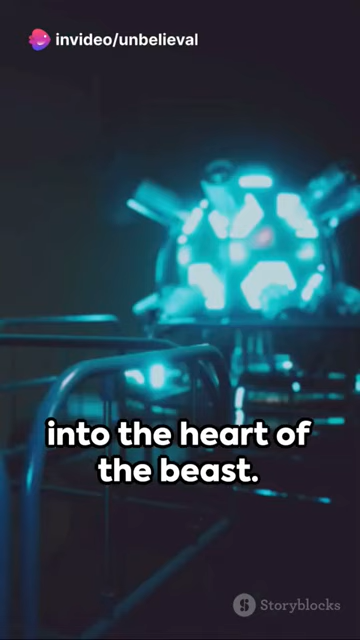 invideo/unbelieval
into the heart of
the beast.
Storyblocks